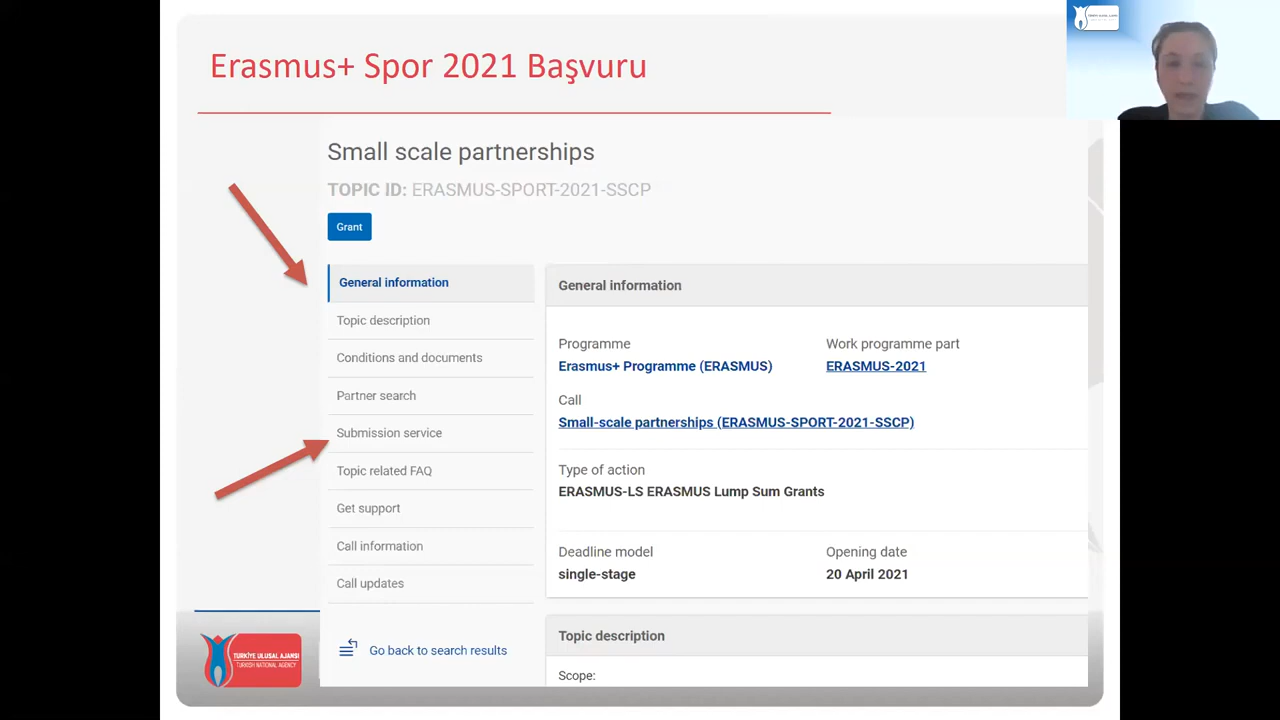 Erasmus+ Spor 2021 Başvuru
Small scale partnerships
TOPIC ID: ERASMUS-SPORT-2021-SSCP
Grant
General information
Topic description
Conditions and documents
Partner search
Submission service
Topic related FAQ
Get support
Call information
Call updates
Go back to search results
General information
Programme
Erasmus+ Programme (ERASMUS)
Work programme part
ERASMUS-2021
Call
Small-scale partnerships (ERASMUS-SPORT-2021-SSCP)
Type of action
ERASMUS-LS ERASMUS Lump Sum Grants
Deadline model
single-stage
Opening date
20 April 2021
Topic description
Scope:
TÜRKİYE ULUSAL AJANSI
TURKISH NATIONAL AGENCY